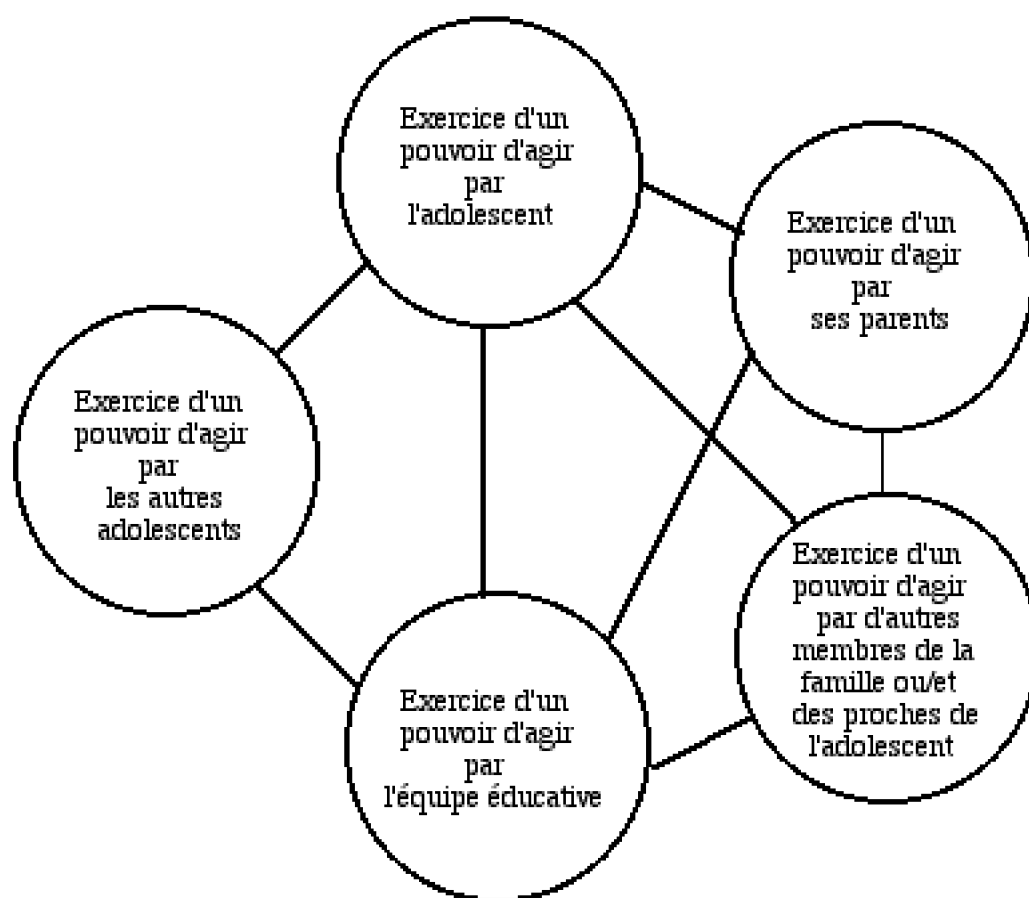 Exercice d'un
pouvoir d'agir
par
l'adolescent
Exercice d'un
pouvoir d'agir
par
ses parents
Exercice d'un
pouvoir d'agir
par
les autres
adolescents
Exercice d'un
pouvoir d'agir
par d'autres
membres de la
famille ou/et
des proches de
l'adolescent
Exercice d'un
pouvoir d'agir
par
l'équipe éducative